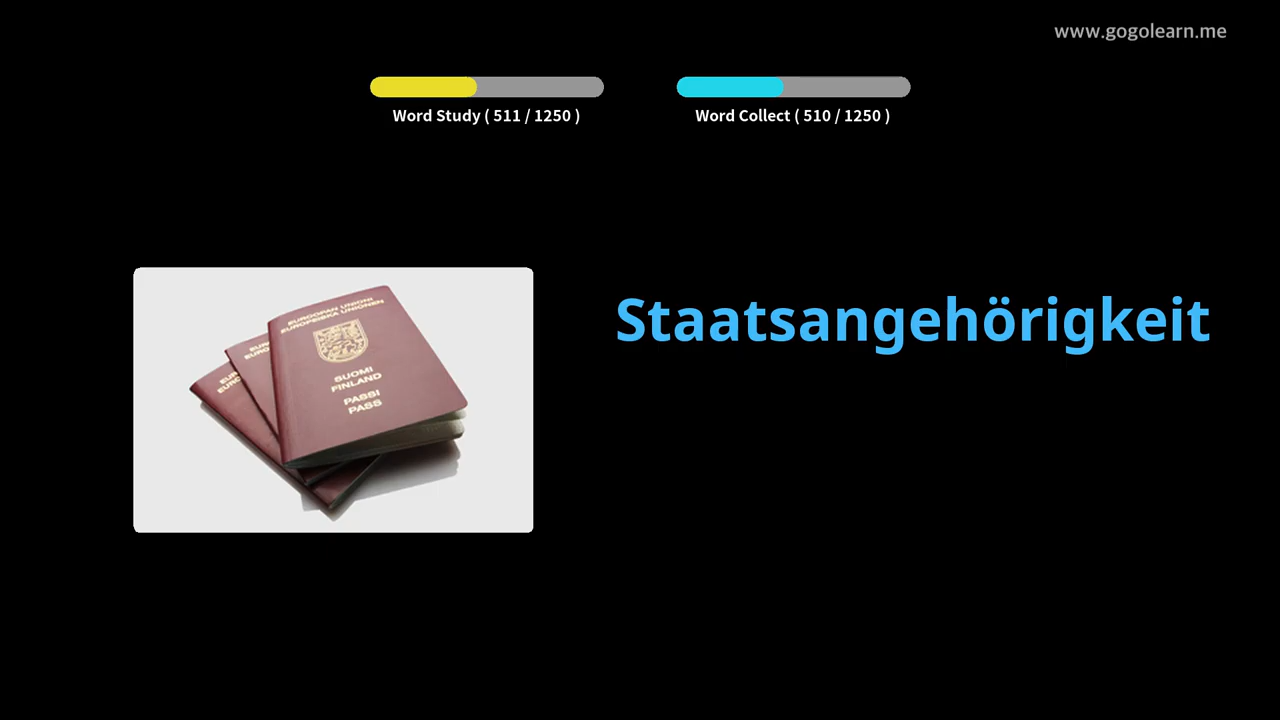 www.gogolearn.me
Word Study ( 511 / 1250 )
Word Collect ( 510 / 1250 )
Staatsangehörigkeit
EUROOPAN UNIONI
EUROPEISKA UNIONEN
SUOMI
FINLAND
PASSI
PASS